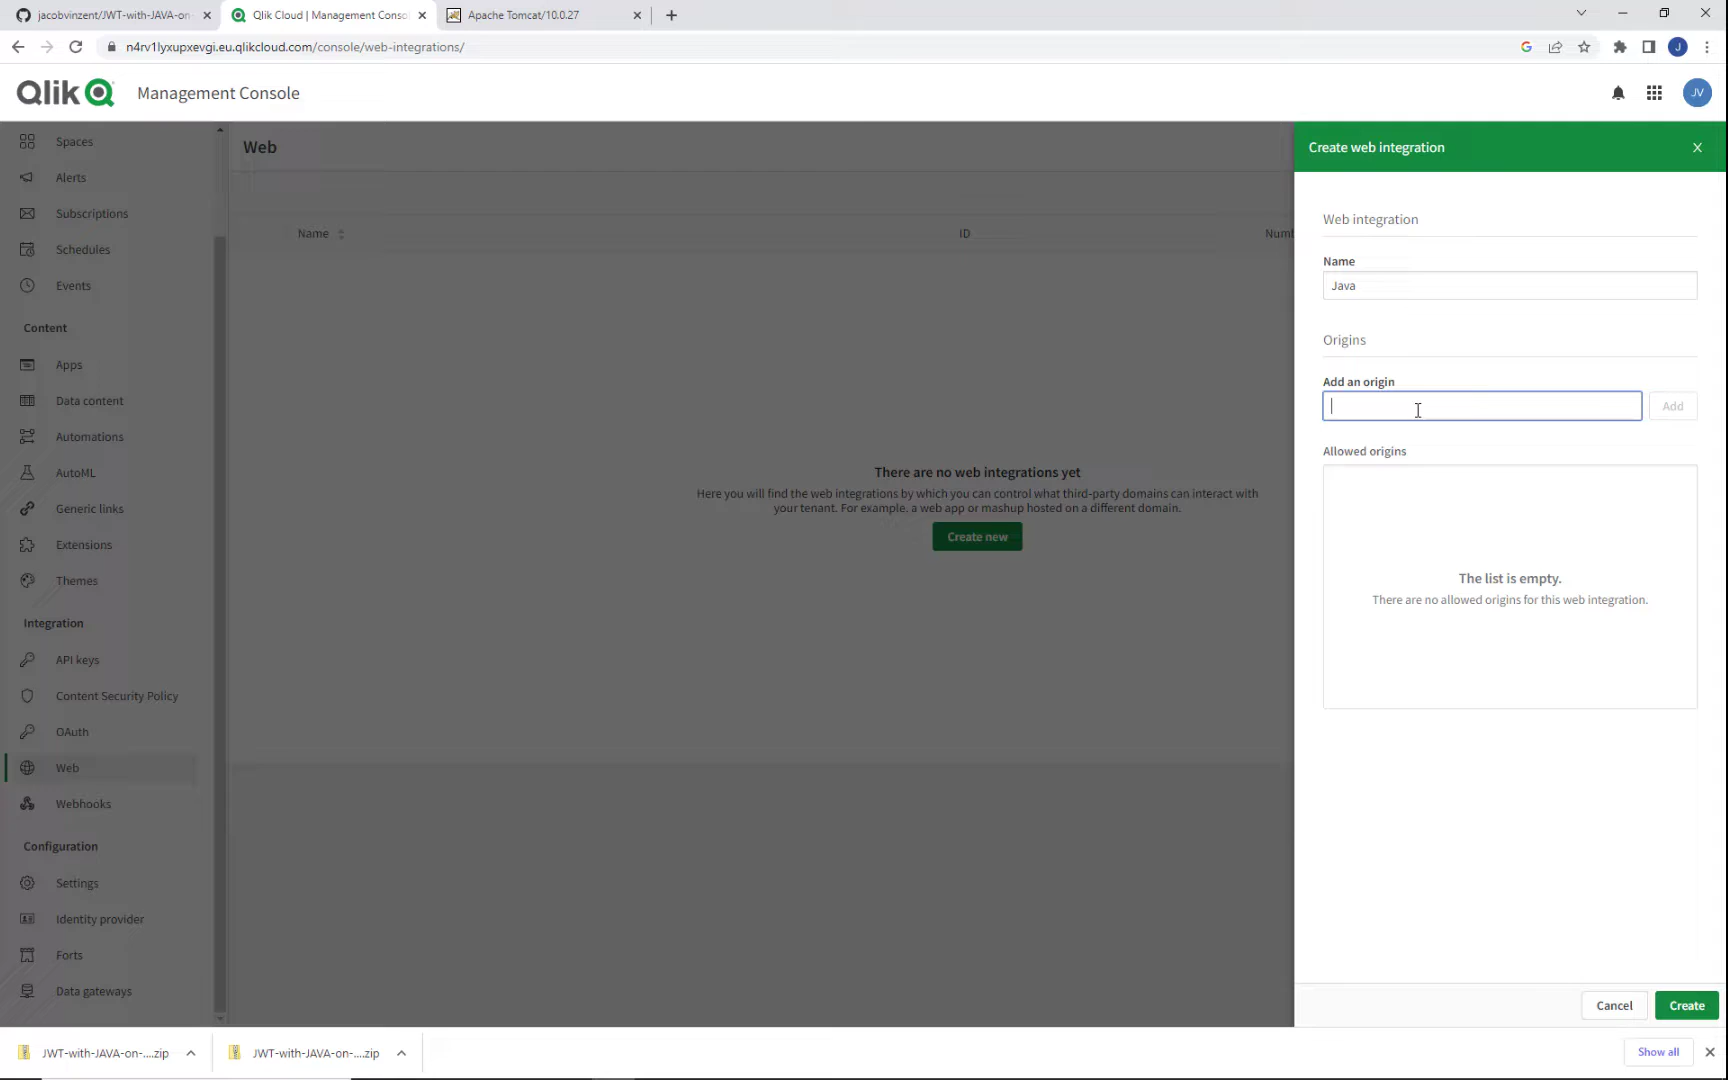 jacobvinzent/JWT-with-JAVA-on-
Qlik Cloud | Management Conso
Apache Tomcat/10.0.27
n4rv1lyxupxevgi.eu.qlikcloud.com/console/web-integrations/
J
Qlik
Management Console
JV
Spaces
Alerts
Subscriptions
Schedules
Events
Content
Apps
Data content
Automations
AutoML
Generic links
Extensions
Themes
Integration
API keys
Content Security Policy
OAuth
Web
Webhooks
Configuration
Settings
Identity provider
Forts
Data gateways
Web
Name
ID
Numb
There are no web integrations yet
Here you will find the web integrations by which you can control what third-party domains can interact with
your tenant. For example, a web app or mashup hosted on a different domain.
Create new
Create web integration
X
Web integration
Name
Java
Origins
Add an origin
Add
Allowed origins
The list is empty.
There are no allowed origins for this web integration.
Cancel
Create
JWT-with-JAVA-on-....zip
JWT-with-JAVA-on-....zip
Show all